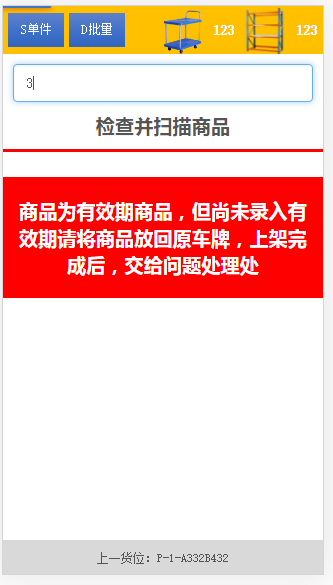 S单件 D批量 123 123
3
检查并扫描商品
商品为有效期商品，但尚未录入有
效期请将商品放回原车牌，上架完
成后，交给问题处理处
上一货位: P-1-A332B432